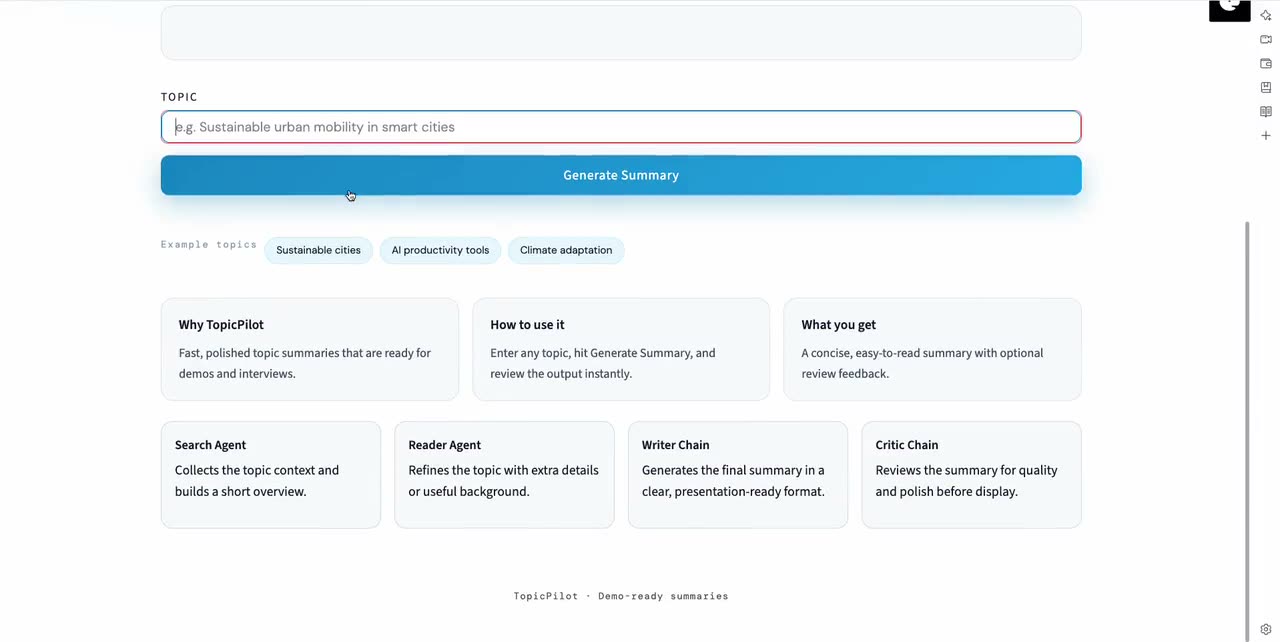 TOPIC
e.g. Sustainable urban mobility in smart cities
Generate Summary
Example topics
Sustainable cities
AI productivity tools
Climate adaptation
Why TopicPilot
Fast, polished topic summaries that are ready for
demos and interviews.
How to use it
Enter any topic, hit Generate Summary, and
review the output instantly.
What you get
A concise, easy-to-read summary with optional
review feedback.
Search Agent
Collects the topic context and
builds a short overview.
Reader Agent
Refines the topic with extra details
or useful background.
Writer Chain
Generates the final summary in a
clear, presentation-ready format.
Critic Chain
Reviews the summary for quality
and polish before display.
TopicPilot · Demo-ready summaries